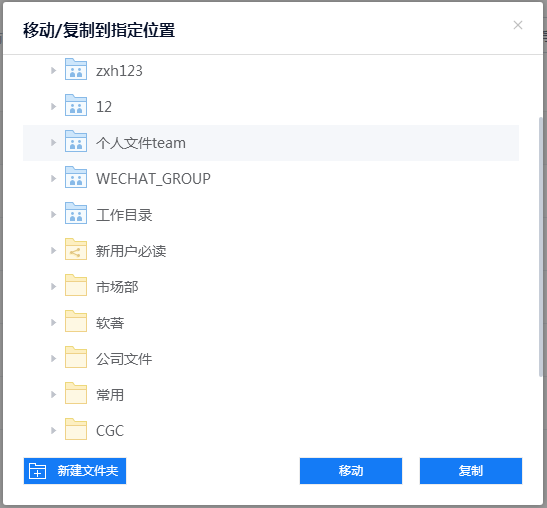 移动/复制到指定位置
zxh123
12
个人文件team
WECHAT_GROUP
工作目录
新用户必读
市场部
软著
公司文件
常用
CGC
新建文件夹
移动
复制